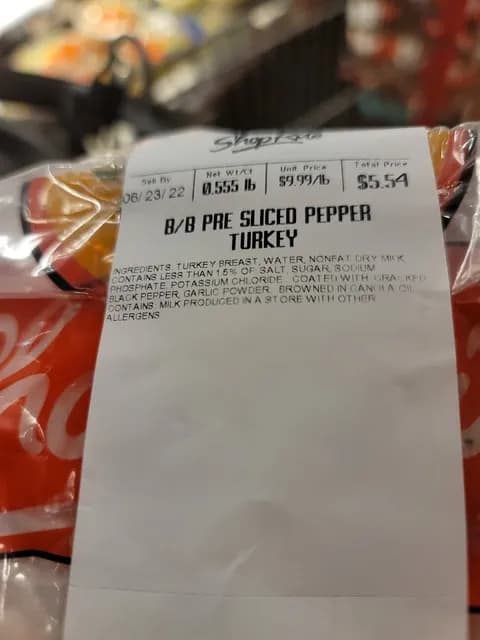 ShopRite
Sell By Net Wt/Ct Unit Price Total Price
06/23/22 0.555 lb $9.99/lb $5.54
B/B PRE SLICED PEPPER
TURKEY
INGREDIENTS: TURKEY BREAST, WATER, NONFAT DRY MILK,
CONTAINS LESS THAN 1.5% OF SALT, SUGAR, SODIUM
PHOSPHATE, POTASSIUM CHLORIDE. COATED WITH CRACKED
BLACK PEPPER, GARLIC POWDER. BROWNED IN CANOLA OIL
CONTAINS: MILK PRODUCED IN A STORE WITH OTHER
ALLERGENS